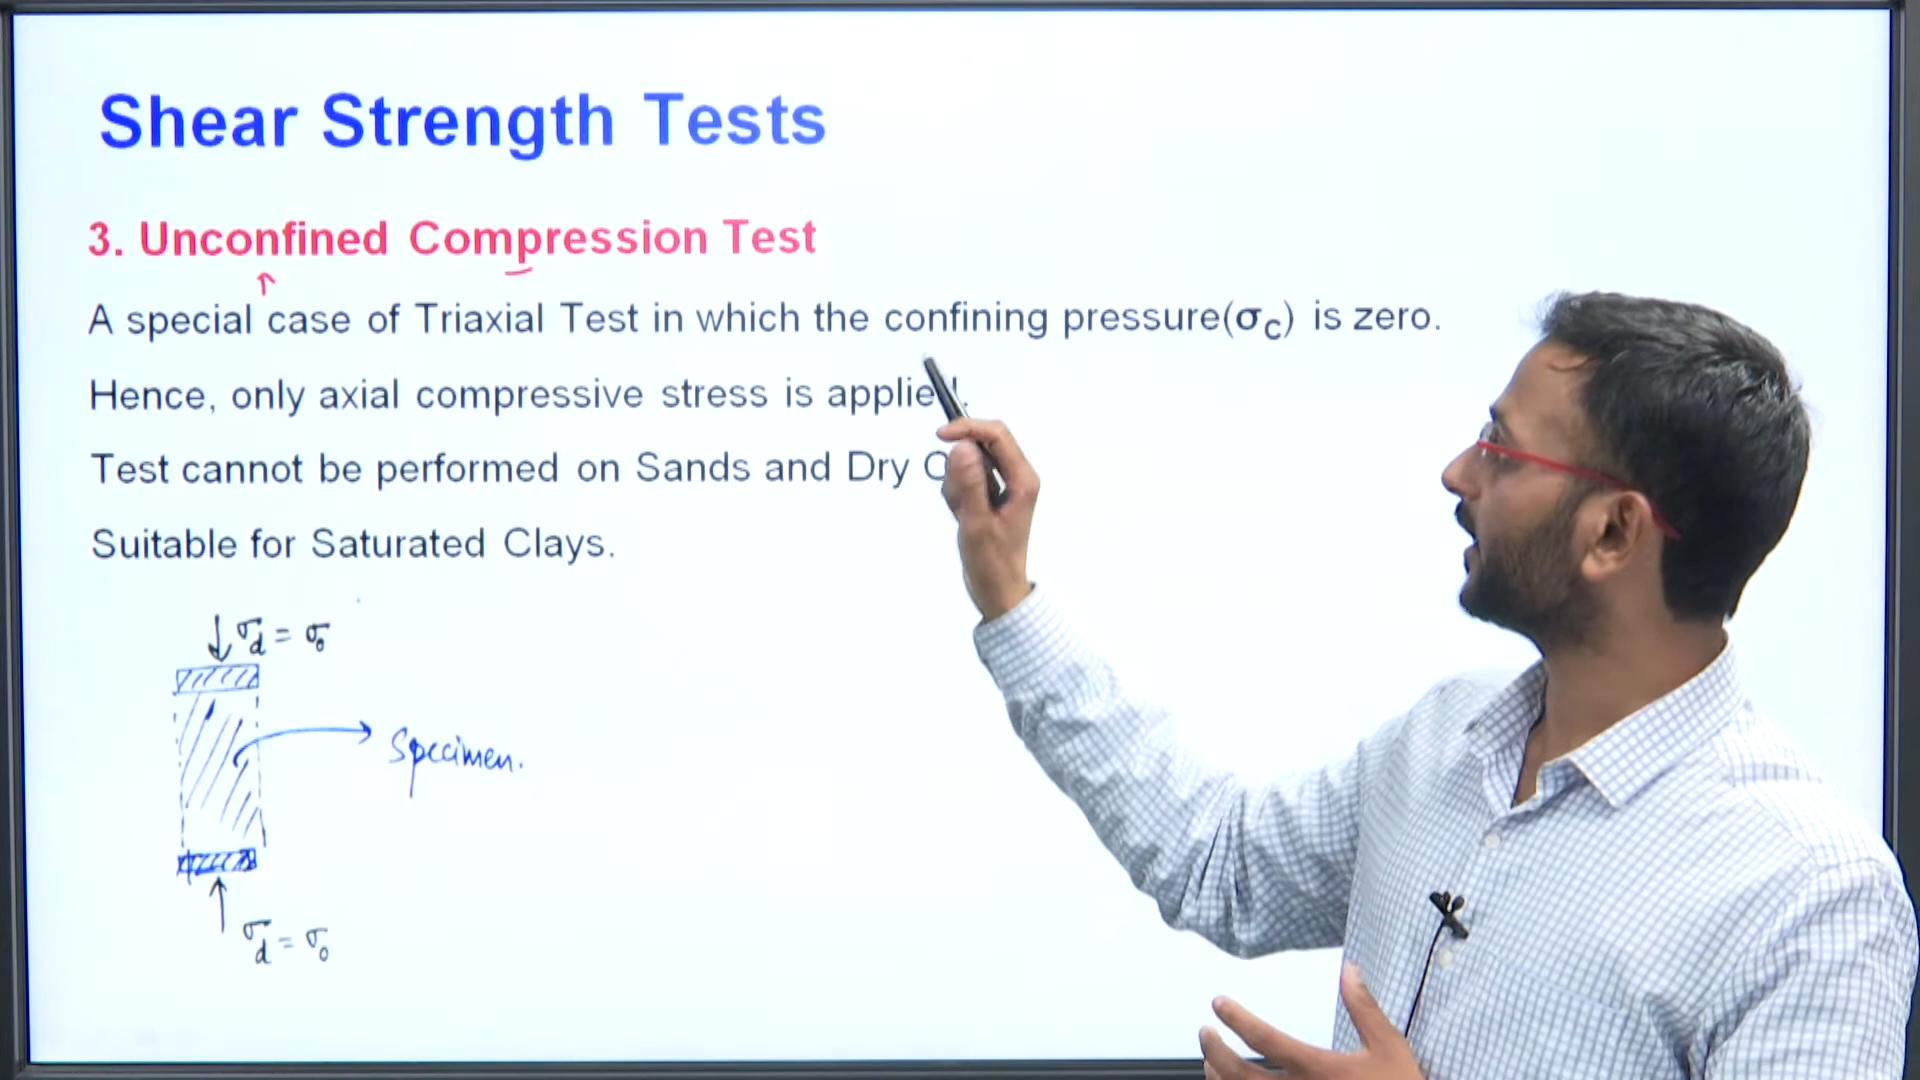 Shear Strength Tests
3. Unconfined Compression Test
A special case of Triaxial Test in which the confining pressure(σc) is zero.
Hence, only axial compressive stress is applied.
Test cannot be performed on Sands and Dry
Suitable for Saturated Clays.
σd = σ0
Specimen.
σd = σ0